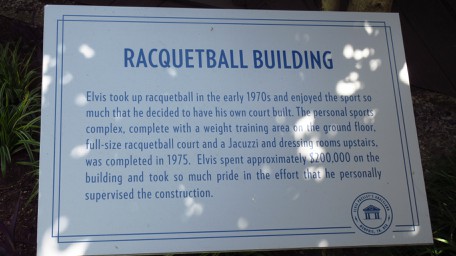 RACQUETBALL BUILDING
Elvis took up racquetball in the early 1970s and enjoyed the sport so
much that he decided to have his own court built. The personal sports
complex, complete with a weight training area on the ground floor,
full-size racquetball court and a Jacuzzi and dressing rooms upstairs,
was completed in 1975. Elvis spent approximately $200,000 on the
building and took so much pride in the effort that he personally
supervised the construction.